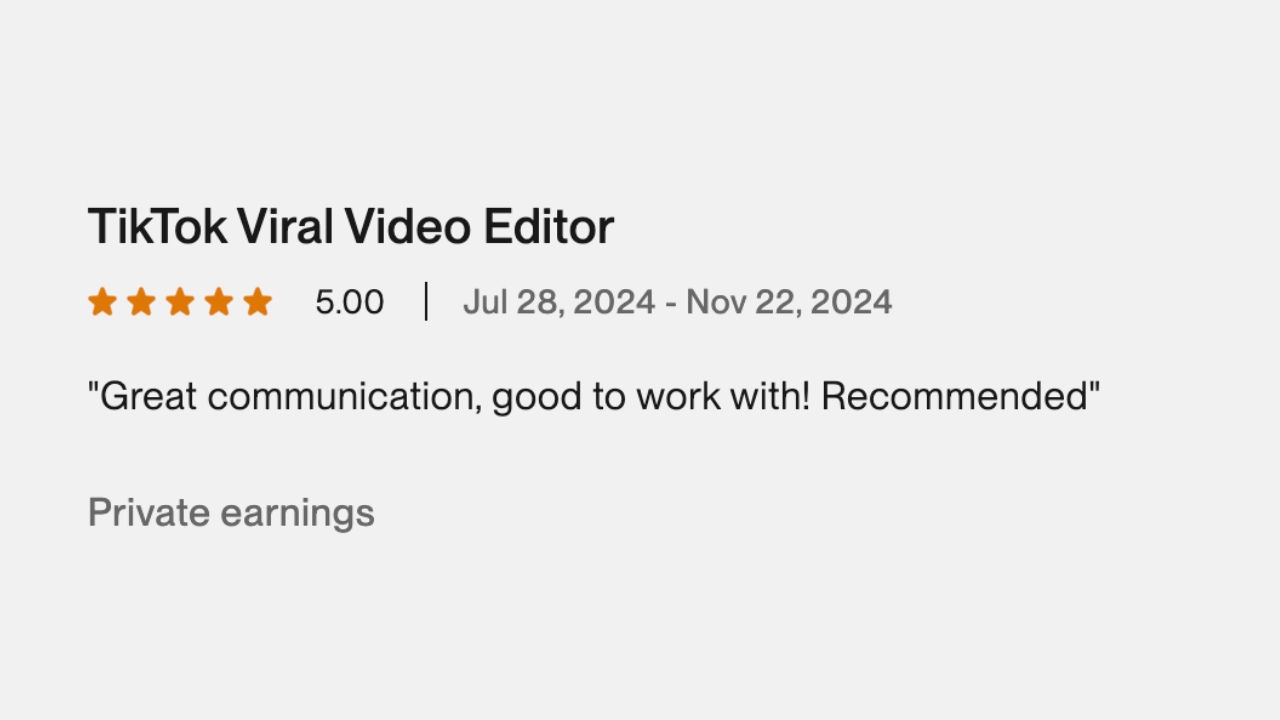 TikTok Viral Video Editor
5.00 | Jul 28, 2024 - Nov 22, 2024
"Great communication, good to work with! Recommended"
Private earnings